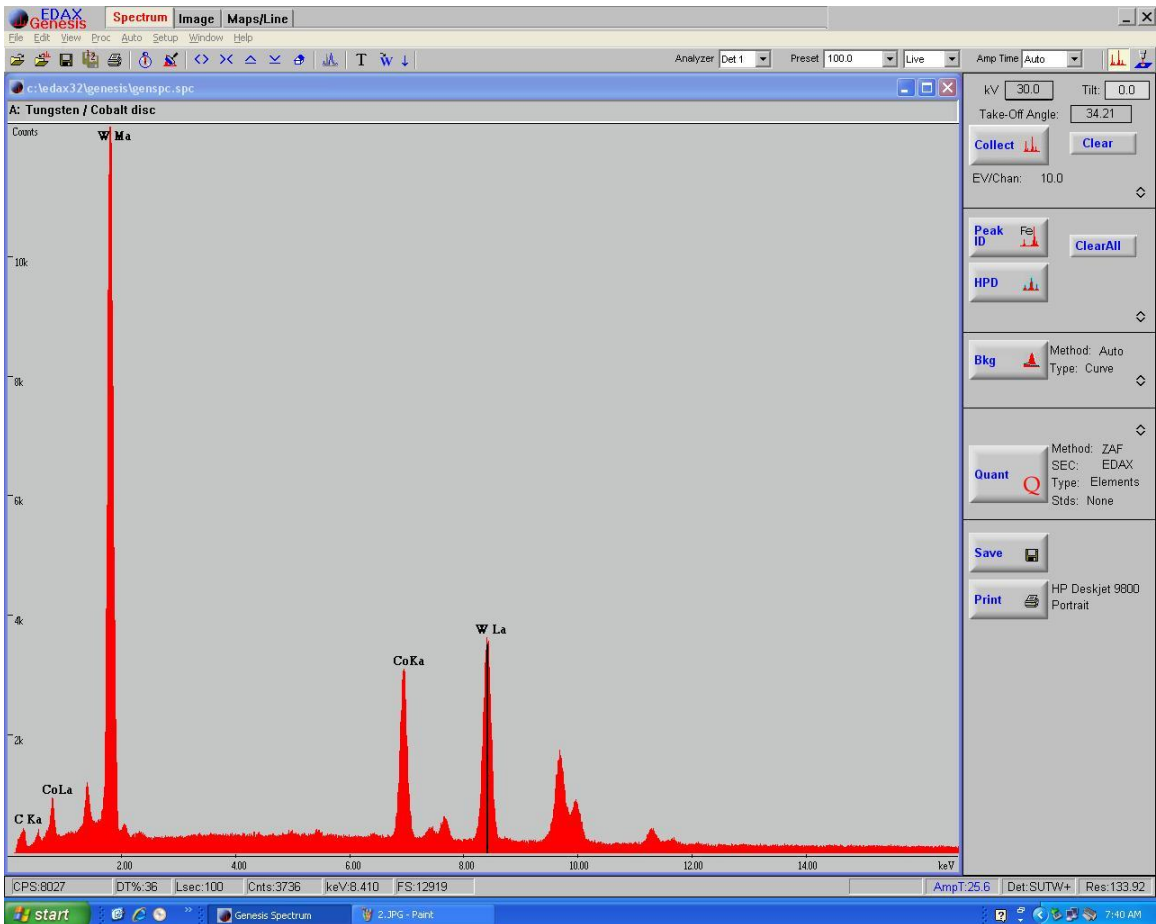 EDAX Genesis Spectrum Image Maps/Line
File Edit View Proc Auto Setup Window Help
Analyzer Det 1 Preset 100.0 Live Amp Time Auto
c:\edax32\genesis\genspc.spc
A: Tungsten / Cobalt disc
Counts
W Ma
10k
8k
6k
4k
W La
CoKa
2k
CoLa
C Ka
2.00 4.00 6.00 8.00 10.00 12.00 14.00 keV
kV 30.0 Tilt: 0.0
Take-Off Angle: 34.21
Collect Clear
EV/Chan: 10.0
Peak ID Fe ClearAll
HPD
Bkg Method: Auto
Type: Curve
Quant Method: ZAF
SEC: EDAX
Type: Elements
Stds: None
Q
Save
Print HP Deskjet 9800
Portrait
CPS:8027 DT%:36 Lsec:100 Cnts:3736 keV:8.410 FS:12919 AmpT:25.6 Det:SUTW+ Res:133.92
start Genesis Spectrum 2.JPG - Paint 7:40 AM